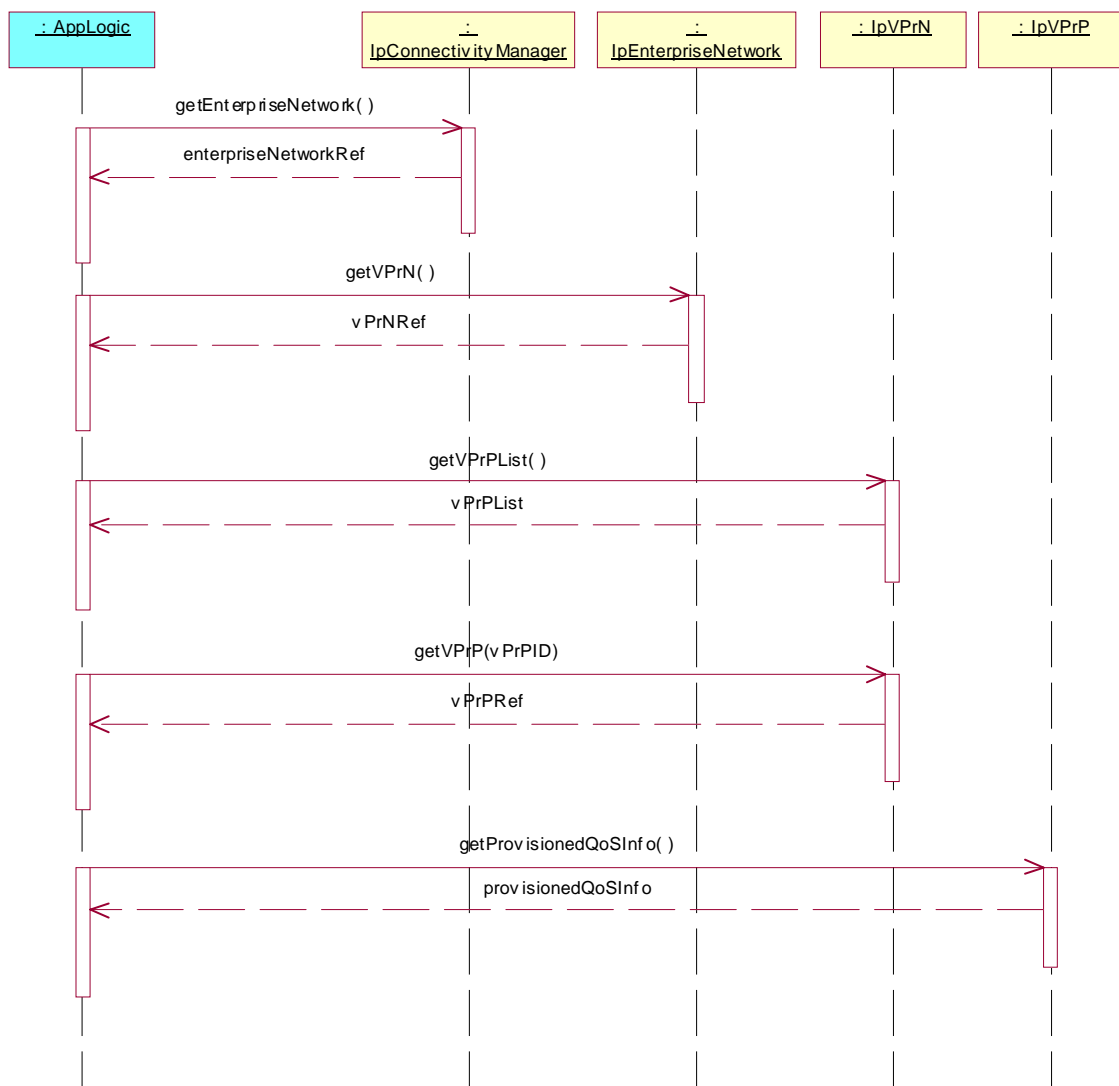 : AppLogic
:
IpConnectivityManager
:
IpEnterpriseNetwork
: IpVPrN
: IpVPrP
getEnterpriseNetwork( )
enterpriseNetworkRef
getVPrN( )
vPrNRef
getVPrPList( )
vPrPList
getVPrP(vPrPID)
vPrPRef
getProvisionedQoSInfo( )
provisionedQoSInfo